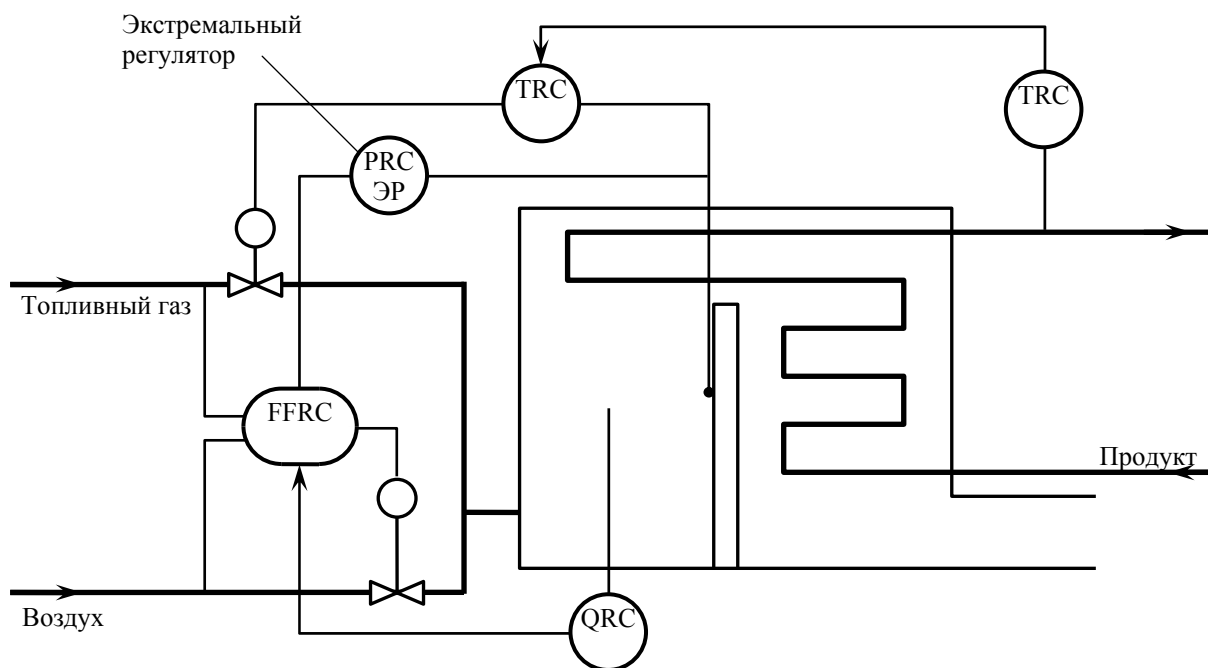 Экстремальный
регулятор
TRC
TRC
PRC
ЭР
Топливный газ
FFRC
Продукт
Воздух
QRC